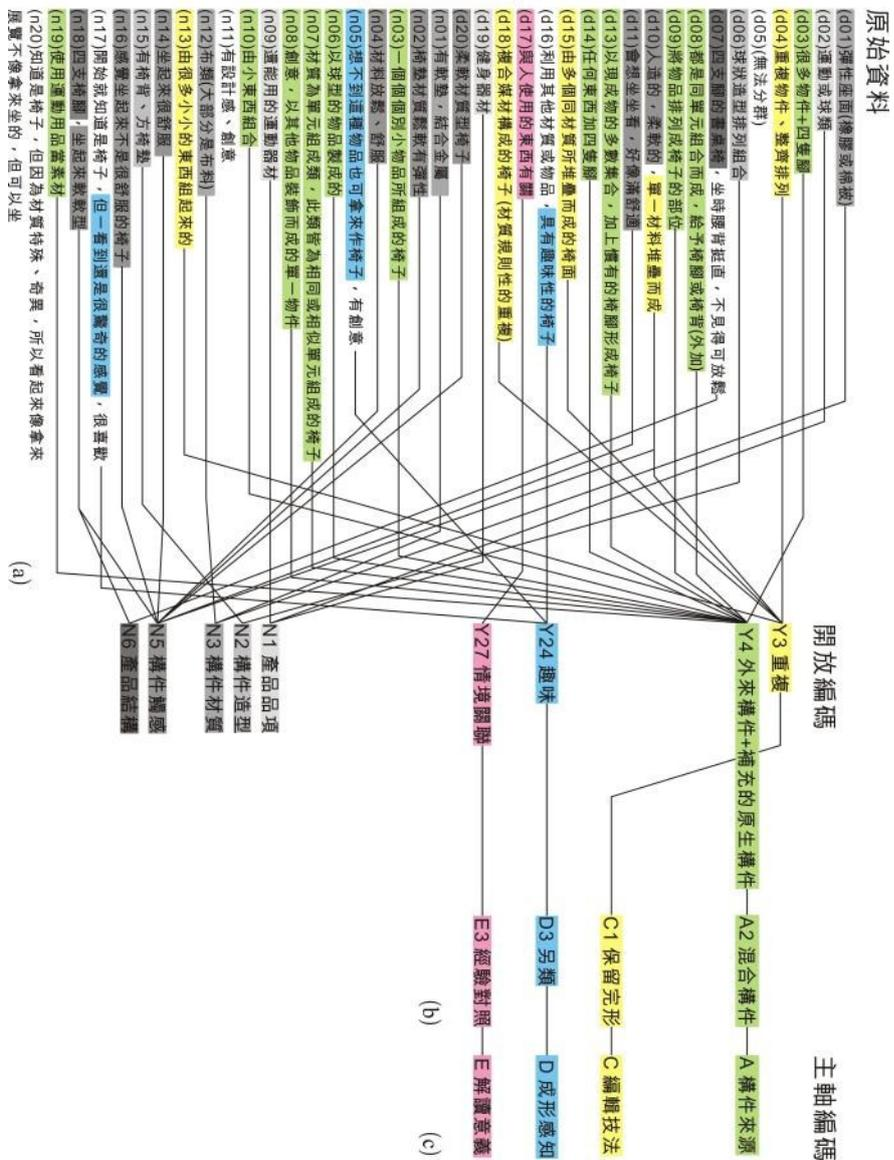 原始資料
(d01)彈性座面(橡膠或棉被)
(d02)運動或球類
(d03)很多物件+四隻腳
(d04)重複物件、整齊排列
(d05)(無法分群)
(d06)球狀造型排列組合
(d07)四支腳的書桌椅，坐時腰背挺直，不見得可放鬆
(d08)都是同單元組合而成，給予椅腳或椅背(外加)
(d09)將物品排列成椅子的部位
(d10)人造的，柔軟的，單一材料堆疊而成
(d11)會想坐坐看，好像滿舒適
(d13)以現成物的多數集合，加上慣有的椅腳形成椅子
(d14)任何東西加四隻腳
(d15)由多個同材質所堆疊而成的椅面
(d16)利用其他材質或物品，具有趣味性的椅子
(d17)與人使用的東西有關
(d18)複合媒材構成的椅子(材質規則性的重複)
(d19)健身器材
(d20)柔軟材質型椅子
(n01)有軟墊，結合金屬
(n02)椅墊材質鬆軟有彈性
(n03)一個個個別小物品所組成的椅子
(n04)材料放鬆、舒服
(n05)想不到這種物品也可拿來作椅子，有創意
(n06)以球型的物品製成的
(n07)材質為單元組成類，此類皆為相同或相似單元組成的椅子
(n08)創意，以其他物品裝飾而成的單一物件
(n09)還能用的運動器材
(n10)由小東西組合
(n11)有設計感、創意
(n12)布類(大部分是布料)
(n13)由很多小小的東西組起來的
(n14)坐起來很舒服
(n15)有椅背、方椅墊
(n16)感覺坐起來不是很舒服的椅子
(n17)開始就知道是椅子，但一看到還是很驚奇的感覺，很喜歡
(n18)四支椅腳，坐起來軟軟型
(n19)使用運動用品當素材
(n20)知道是椅子，但因為材質特殊、奇異，所以看起來像拿來
展覽不像拿來坐的，但可以坐
(a)
開放編碼
Y3 重複
Y4 外來構件+補充的原生構件
Y24 趣味
Y27 情境關聯
N1 產品品項
N2 構件造型
N3 構件材質
N5 構件觸感
N6 產品結構
A2 混合構件
C1 保留完形
D3 另類
E3 經驗對照
(b)
主軸編碼
A 構件來源
C 編輯技法
D 成形感知
E 解讀意義
(c)